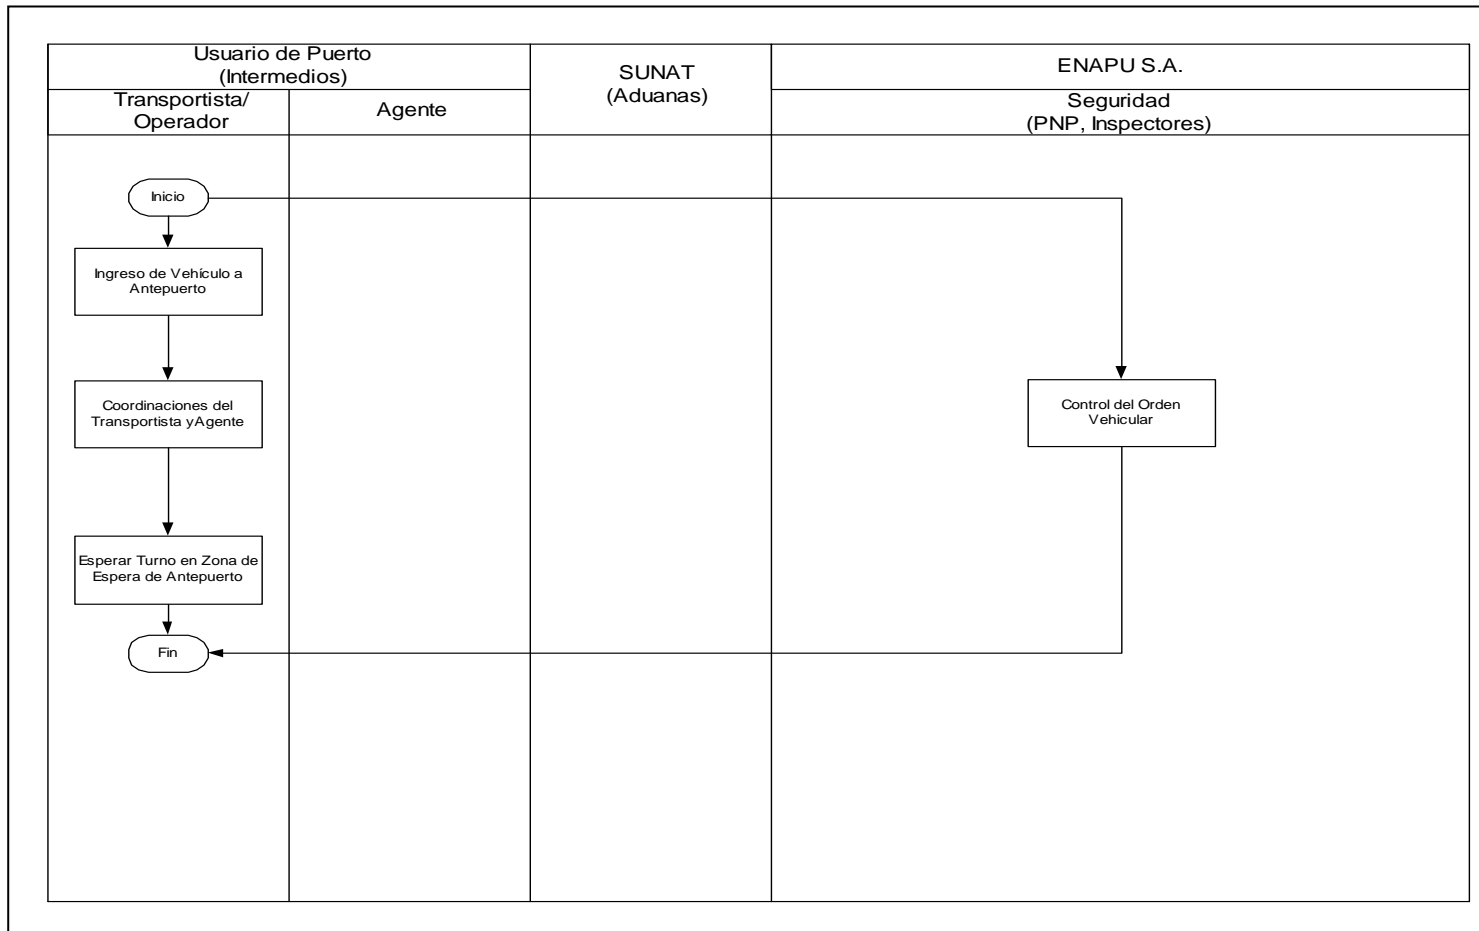 Usuario de Puerto
(Intermedios)
SUNAT
(Aduanas)
ENAPU S.A.
Transportista/
Operador
Agente
Seguridad
(PNP, Inspectores)
Inicio
Ingreso de Vehículo a
Antepuerto
Coordinaciones del
Transportista yAgente
Control del Orden
Vehicular
Esperar Turno en Zona de
Espera de Antepuerto
Fin